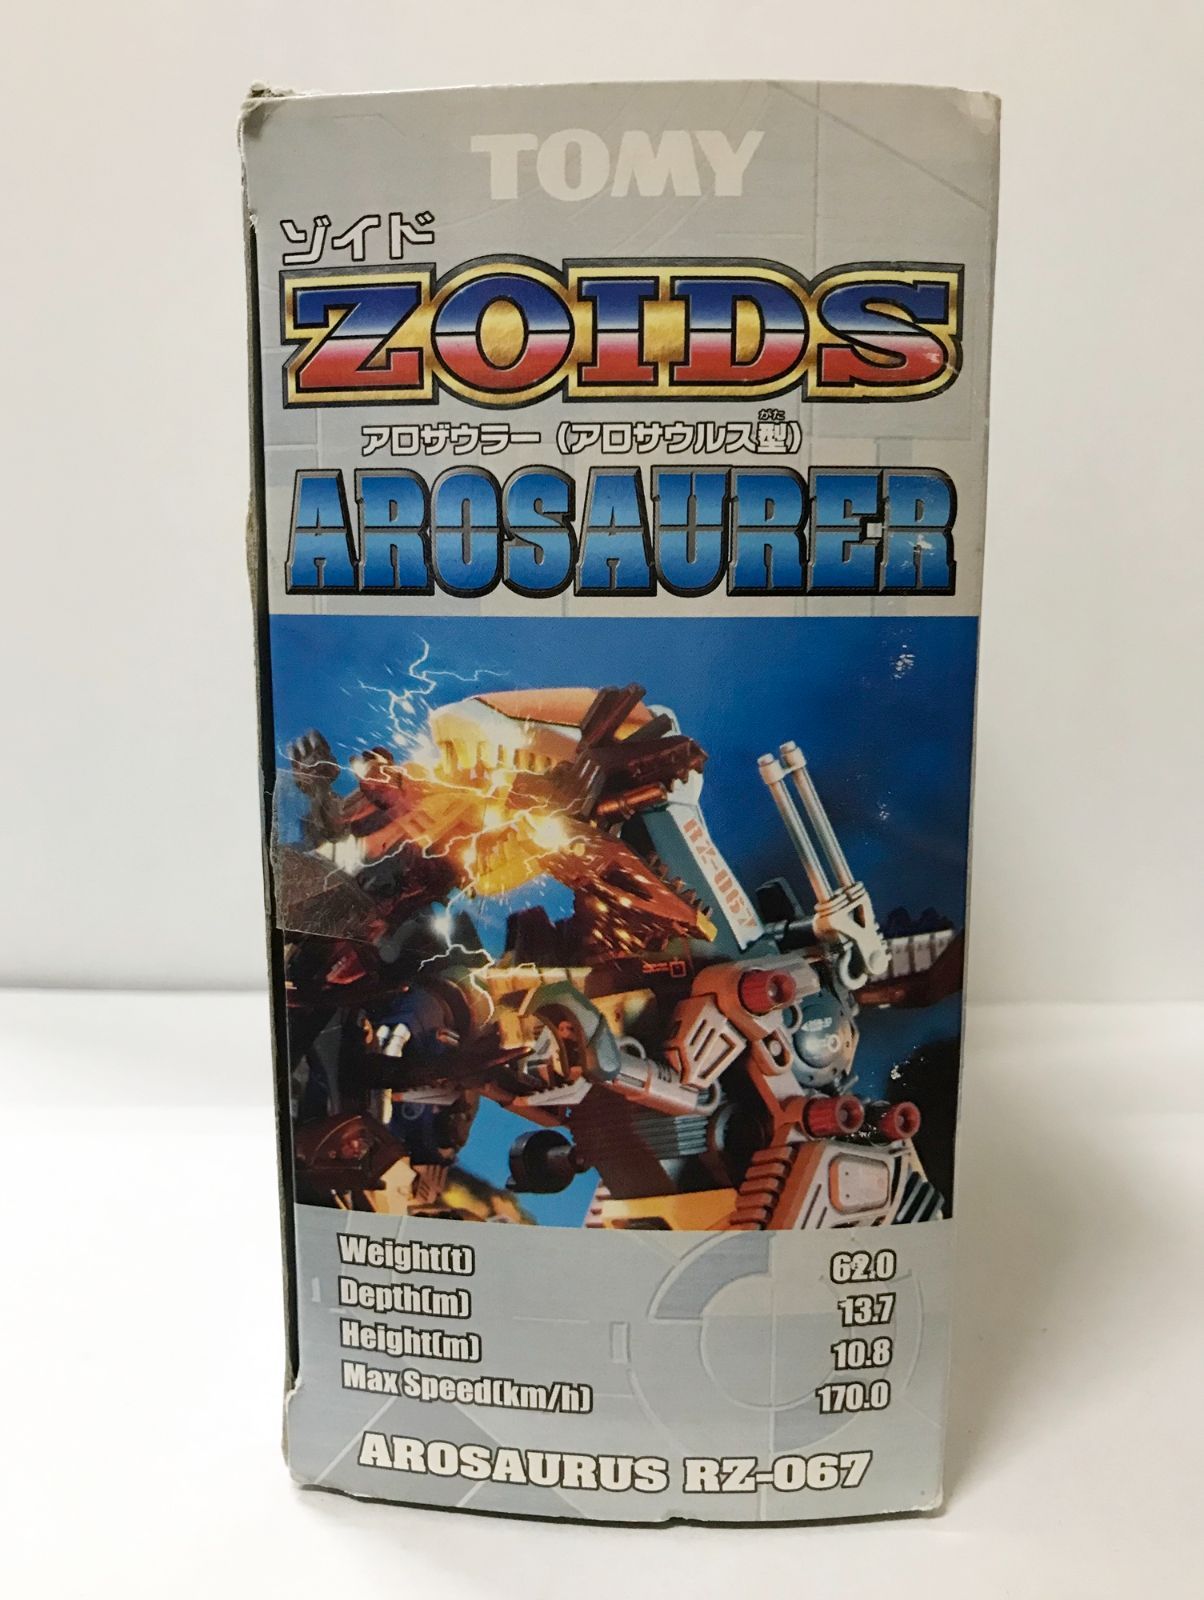 TOMY
ゾイド
ZOIDS
がた
アロザウラー（アロサウルス型）
AROSAURER
RZ-067
Weight(t) 62.0
Depth(m) 13.7
Height(m) 10.8
Max Speed(km/h) 170.0
AROSAURUS RZ-067